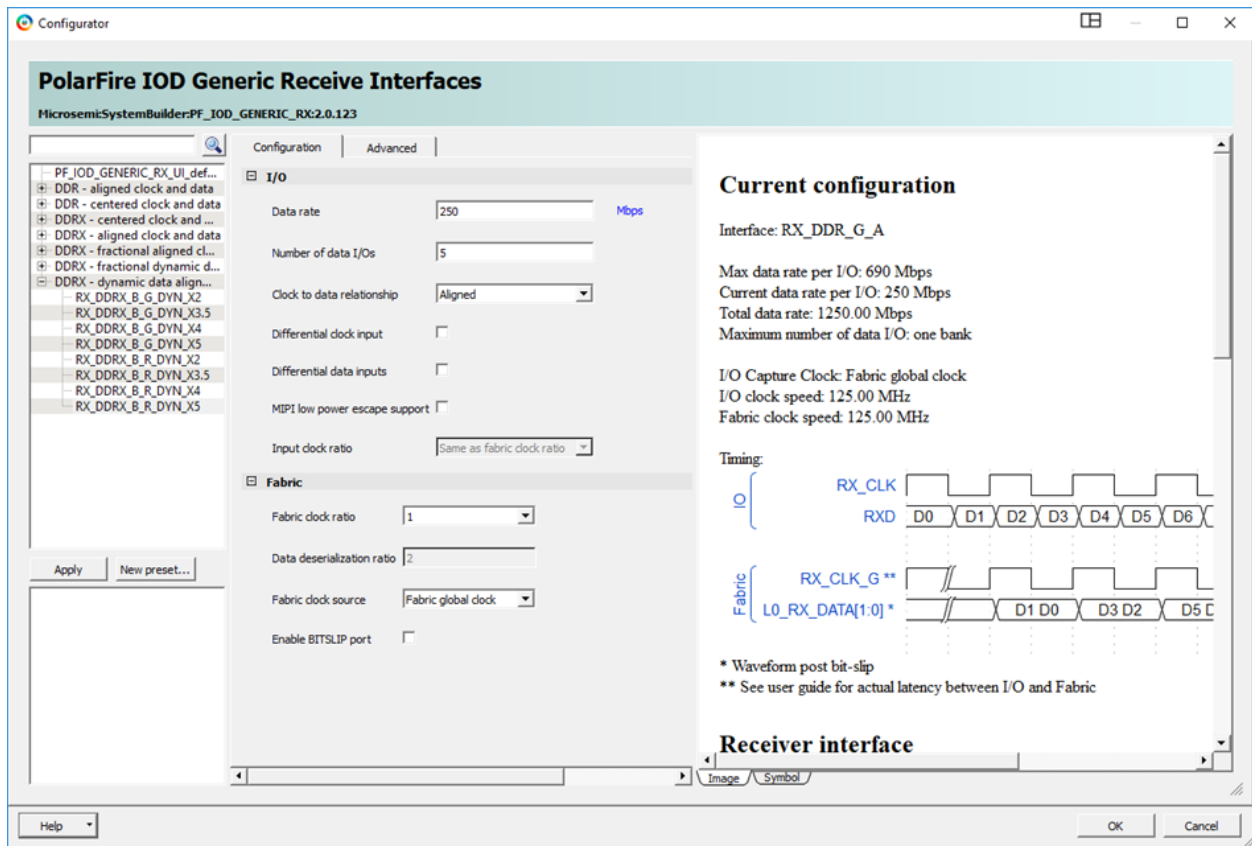 Configurator
PolarFire IOD Generic Receive Interfaces
Microsemi:SystemBuilder:PF_IOD_GENERIC_RX:2.0.123
PF_IOD_GENERIC_RX_UI_def...
DDR - aligned clock and data
DDR - centered clock and data
DDRX - centered clock and ...
DDRX - aligned clock and data
DDRX - fractional aligned cl...
DDRX - fractional dynamic d...
DDRX - dynamic data align...
RX_DDRX_B_G_DYN_X2
RX_DDRX_B_G_DYN_X3.5
RX_DDRX_B_G_DYN_X4
RX_DDRX_B_G_DYN_X5
RX_DDRX_B_R_DYN_X2
RX_DDRX_B_R_DYN_X3.5
RX_DDRX_B_R_DYN_X4
RX_DDRX_B_R_DYN_X5
Apply New preset...
Configuration Advanced
I/O
Data rate 250 Mbps
Number of data I/Os 5
Clock to data relationship Aligned
Differential clock input
Differential data inputs
MIPI low power escape support
Input clock ratio Same as fabric clock ratio
Fabric
Fabric clock ratio 1
Data deserialization ratio 2
Fabric clock source Fabric global clock
Enable BITSLIP port
Current configuration
Interface: RX_DDR_G_A
Max data rate per I/O: 690 Mbps
Current data rate per I/O: 250 Mbps
Total data rate: 1250.00 Mbps
Maximum number of data I/O: one bank
I/O Capture Clock: Fabric global clock
I/O clock speed: 125.00 MHz
Fabric clock speed: 125.00 MHz
Timing:
IO
RX_CLK
RXD D0 D1 D2 D3 D4 D5 D6
Fabric
RX_CLK_G **
L0_RX_DATA[1:0] * D1 D0 D3 D2 D5 D
* Waveform post bit-slip
** See user guide for actual latency between I/O and Fabric
Receiver interface
Image Symbol
Help OK Cancel